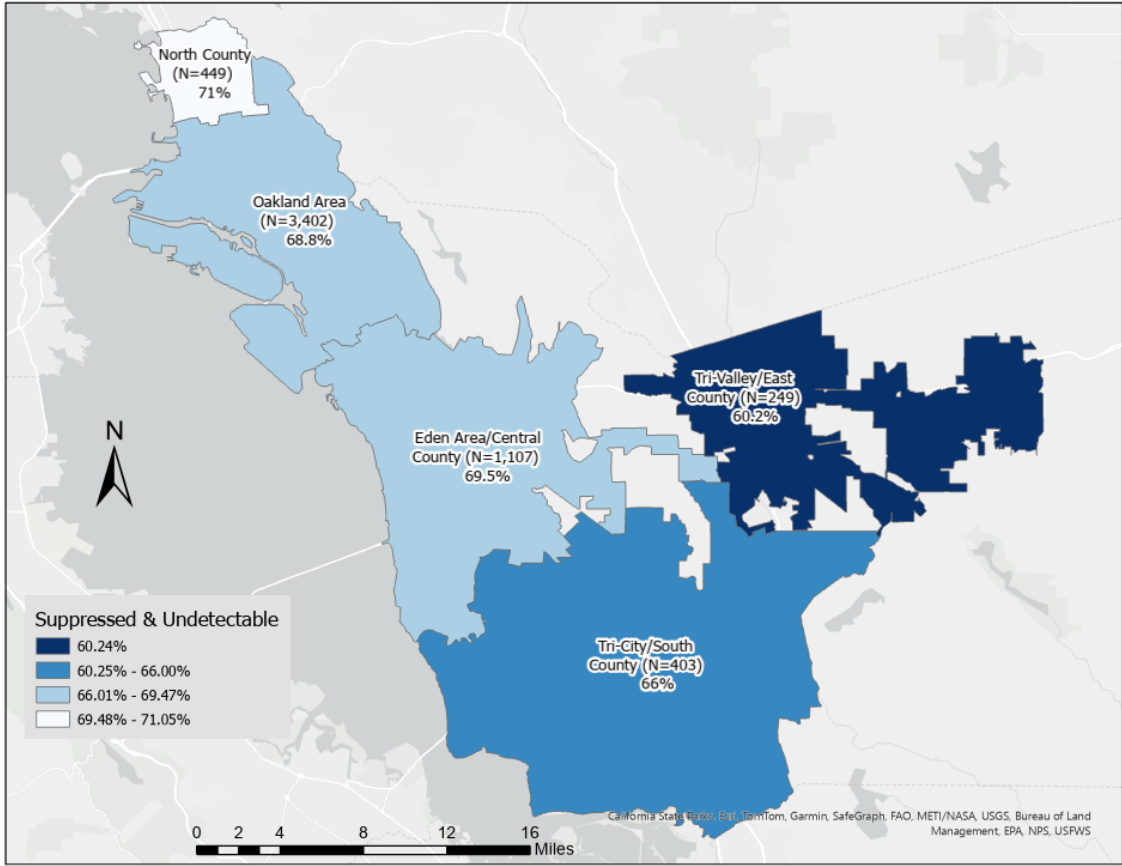 North County
(N=449)
71%
Oakland Area
(N=3,402)
68.8%
Tri-Valley/East
County (N=249)
60.2%
Eden Area/Central
County (N=1,107)
69.5%
N
Tri-City/South
County (N=403)
66%
Suppressed & Undetectable
60.24%
60.25% - 66.00%
66.01% - 69.47%
69.48% - 71.05%
0 2 4 8 12 16
Miles
California State Parks, Esri, TomTom, Garmin, SafeGraph, FAO, METI/NASA, USGS, Bureau of Land
Management, EPA, NPS, USFWS